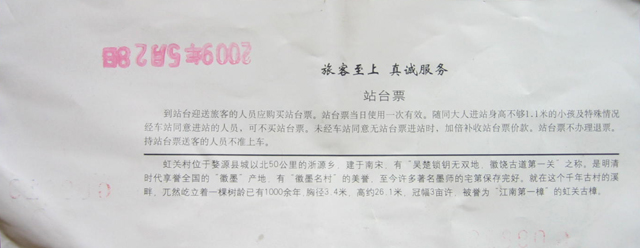 2009年5月28日
旅客至上 真诚服务
站台票
到站台迎送旅客的人员应购买站台票。站台票当日使用一次有效。随同大人进站身高不够1.1米的小孩及特殊情况
经车站同意进站的人员，可不买站台票。未经车站同意无站台票进站时，加倍补收站台票价款。站台票不办理退票。
持站台票送客的人员不准上车。
虹关村位于婺源县城以北50公里的浙源乡，建于南宋，有“吴楚锁钥无双地，徽饶古道第一关”之称，是明清
时代享誉全国的“徽墨”产地，有“徽墨名村”的美誉，至今许多著名墨师的宅第保存完好，就在这个千年古村的溪
畔，兀然屹立着一棵树龄已有1000余年，胸径3.4米，高约26.1米，冠幅3亩许，被誉为“江南第一樟”的虹关古樟。